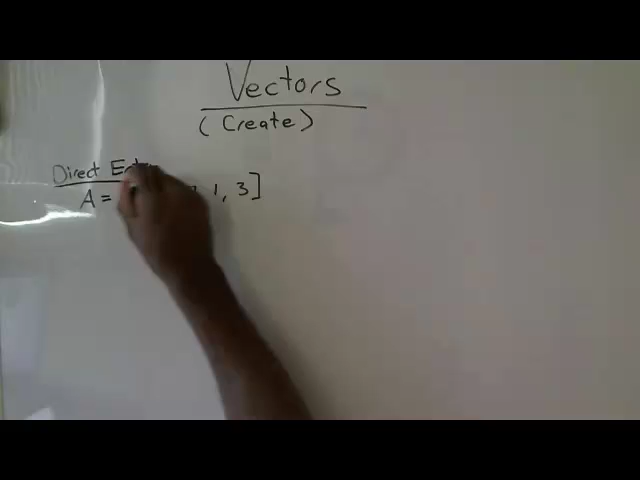 Vectors
(Create)
Direct
A = 1, 3]